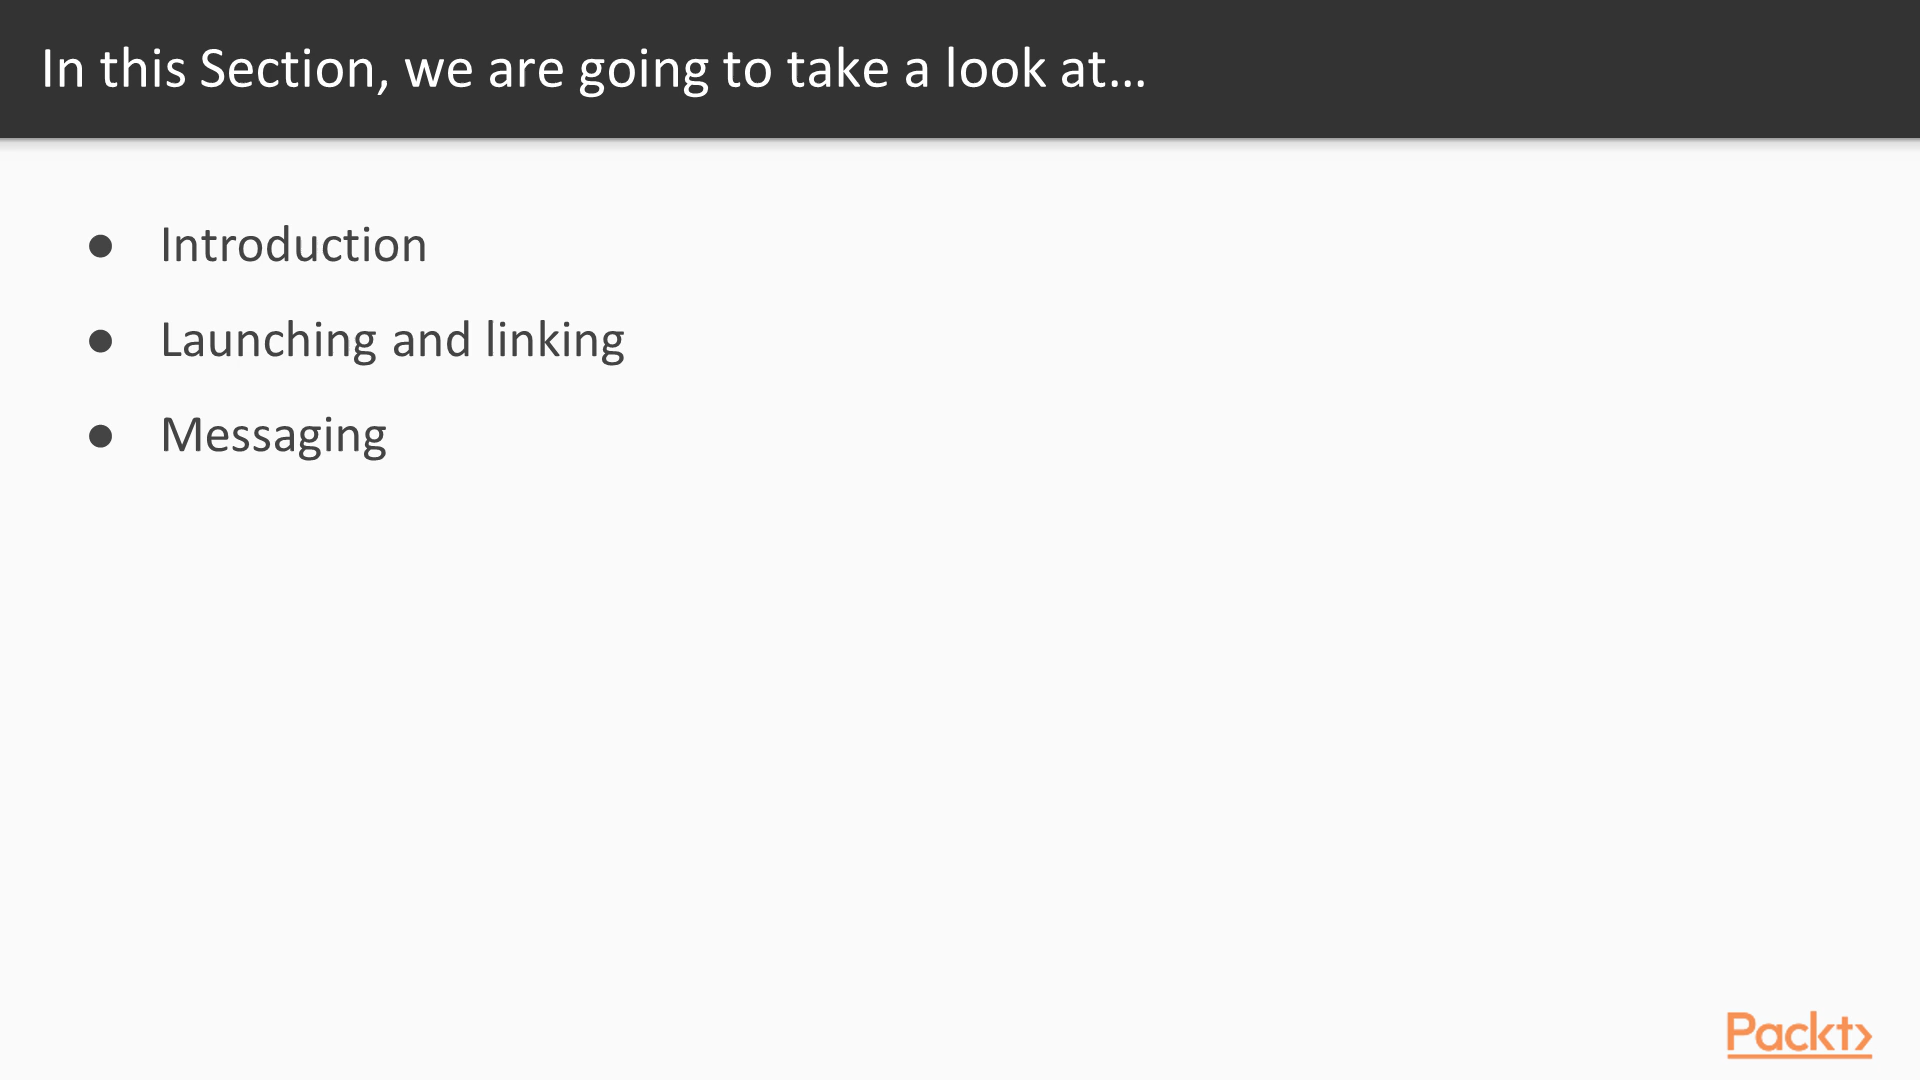 In this Section, we are going to take a look at...
● Introduction
● Launching and linking
● Messaging
Packt>